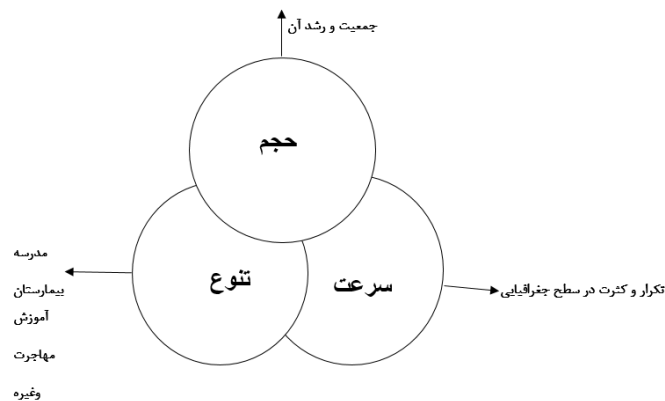 جمعیت و رشد آن
حجم
تنوع
سرعت
تکرار و کثرت در سطح جغرافیایی
مدرسه
بیمارستان
آموزش
مهاجرت
وغیره